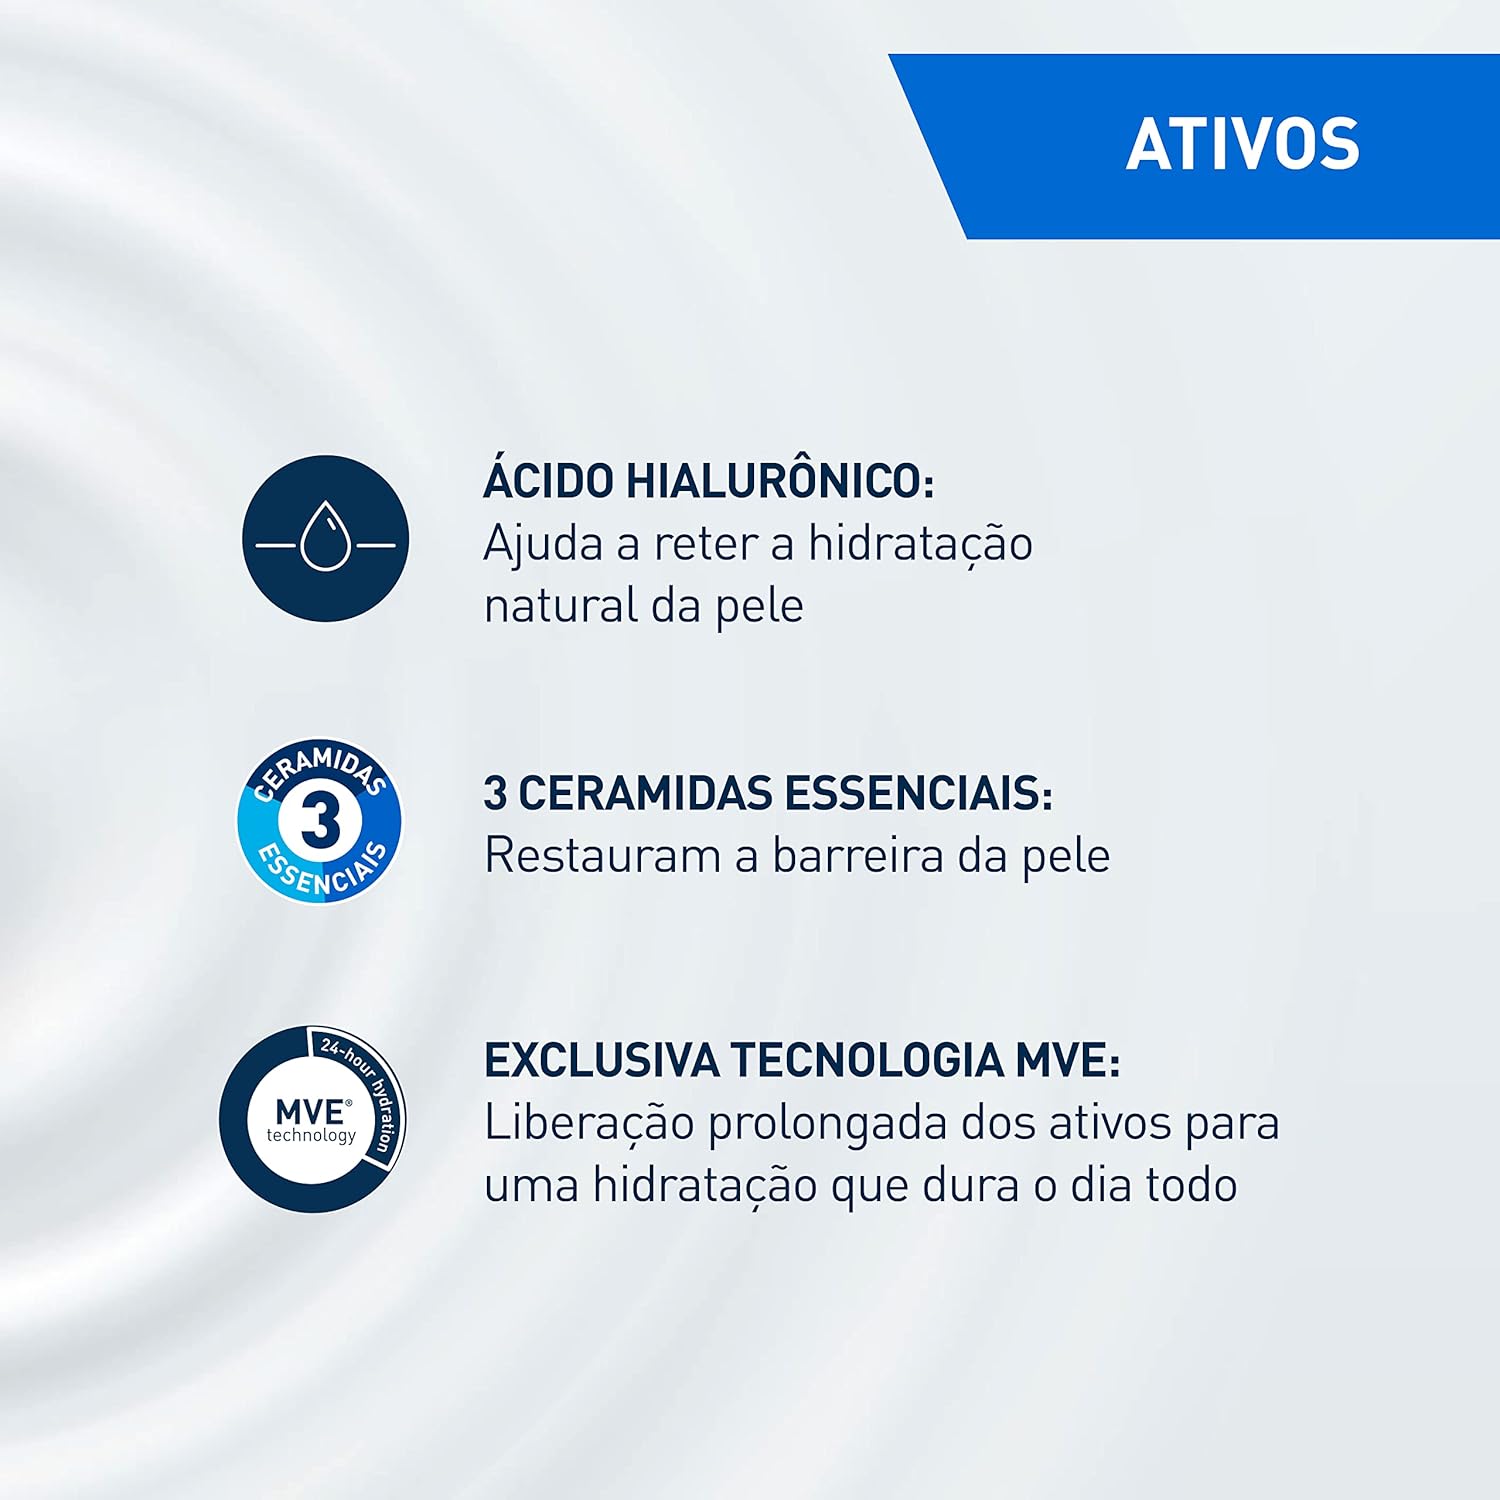 ATIVOS
ÁCIDO HIALURÔNICO:
Ajuda a reter a hidratação
natural da pele
CERAMIDAS
3
ESSENCIAIS
3 CERAMIDAS ESSENCIAIS:
Restauram a barreira da pele
24-hour hydration
MVE®
technology
EXCLUSIVA TECNOLOGIA MVE:
Liberação prolongada dos ativos para
uma hidratação que dura o dia todo